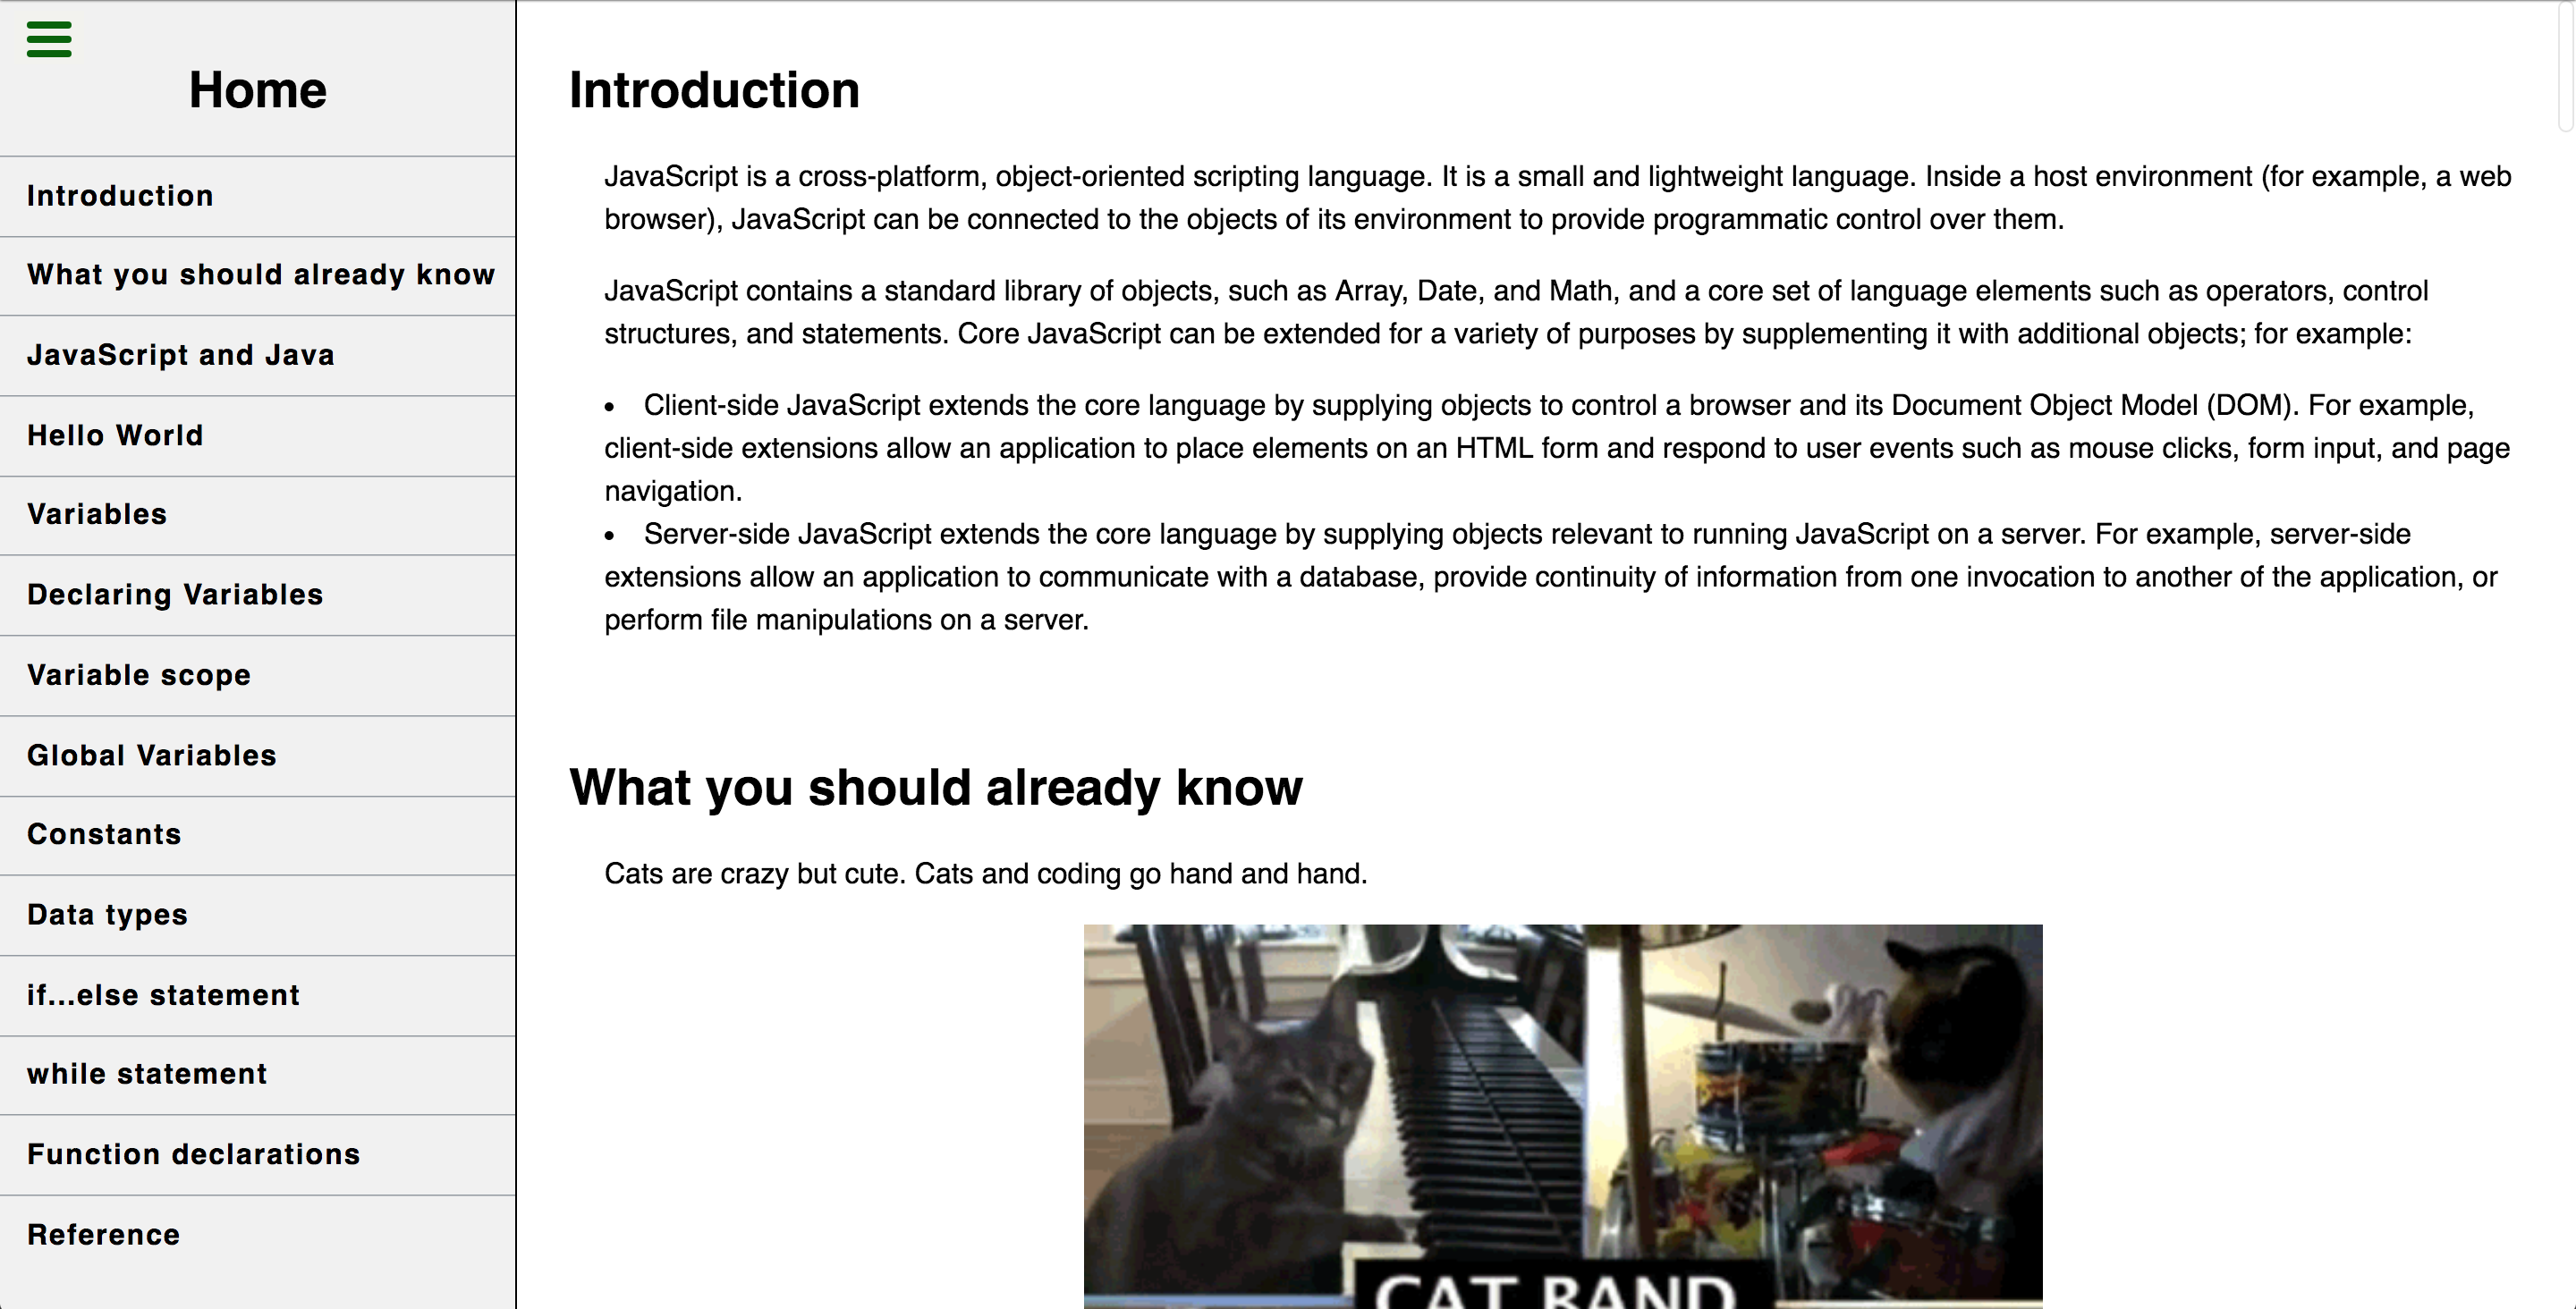 Home
Introduction
What you should already know
JavaScript and Java
Hello World
Variables
Declaring Variables
Variable scope
Global Variables
Constants
Data types
if...else statement
while statement
Function declarations
Reference
Introduction
JavaScript is a cross-platform, object-oriented scripting language. It is a small and lightweight language. Inside a host environment (for example, a web
browser), JavaScript can be connected to the objects of its environment to provide programmatic control over them.
JavaScript contains a standard library of objects, such as Array, Date, and Math, and a core set of language elements such as operators, control
structures, and statements. Core JavaScript can be extended for a variety of purposes by supplementing it with additional objects; for example:
• Client-side JavaScript extends the core language by supplying objects to control a browser and its Document Object Model (DOM). For example,
client-side extensions allow an application to place elements on an HTML form and respond to user events such as mouse clicks, form input, and page
navigation.
• Server-side JavaScript extends the core language by supplying objects relevant to running JavaScript on a server. For example, server-side
extensions allow an application to communicate with a database, provide continuity of information from one invocation to another of the application, or
perform file manipulations on a server.
What you should already know
Cats are crazy but cute. Cats and coding go hand and hand.
CAT BAND